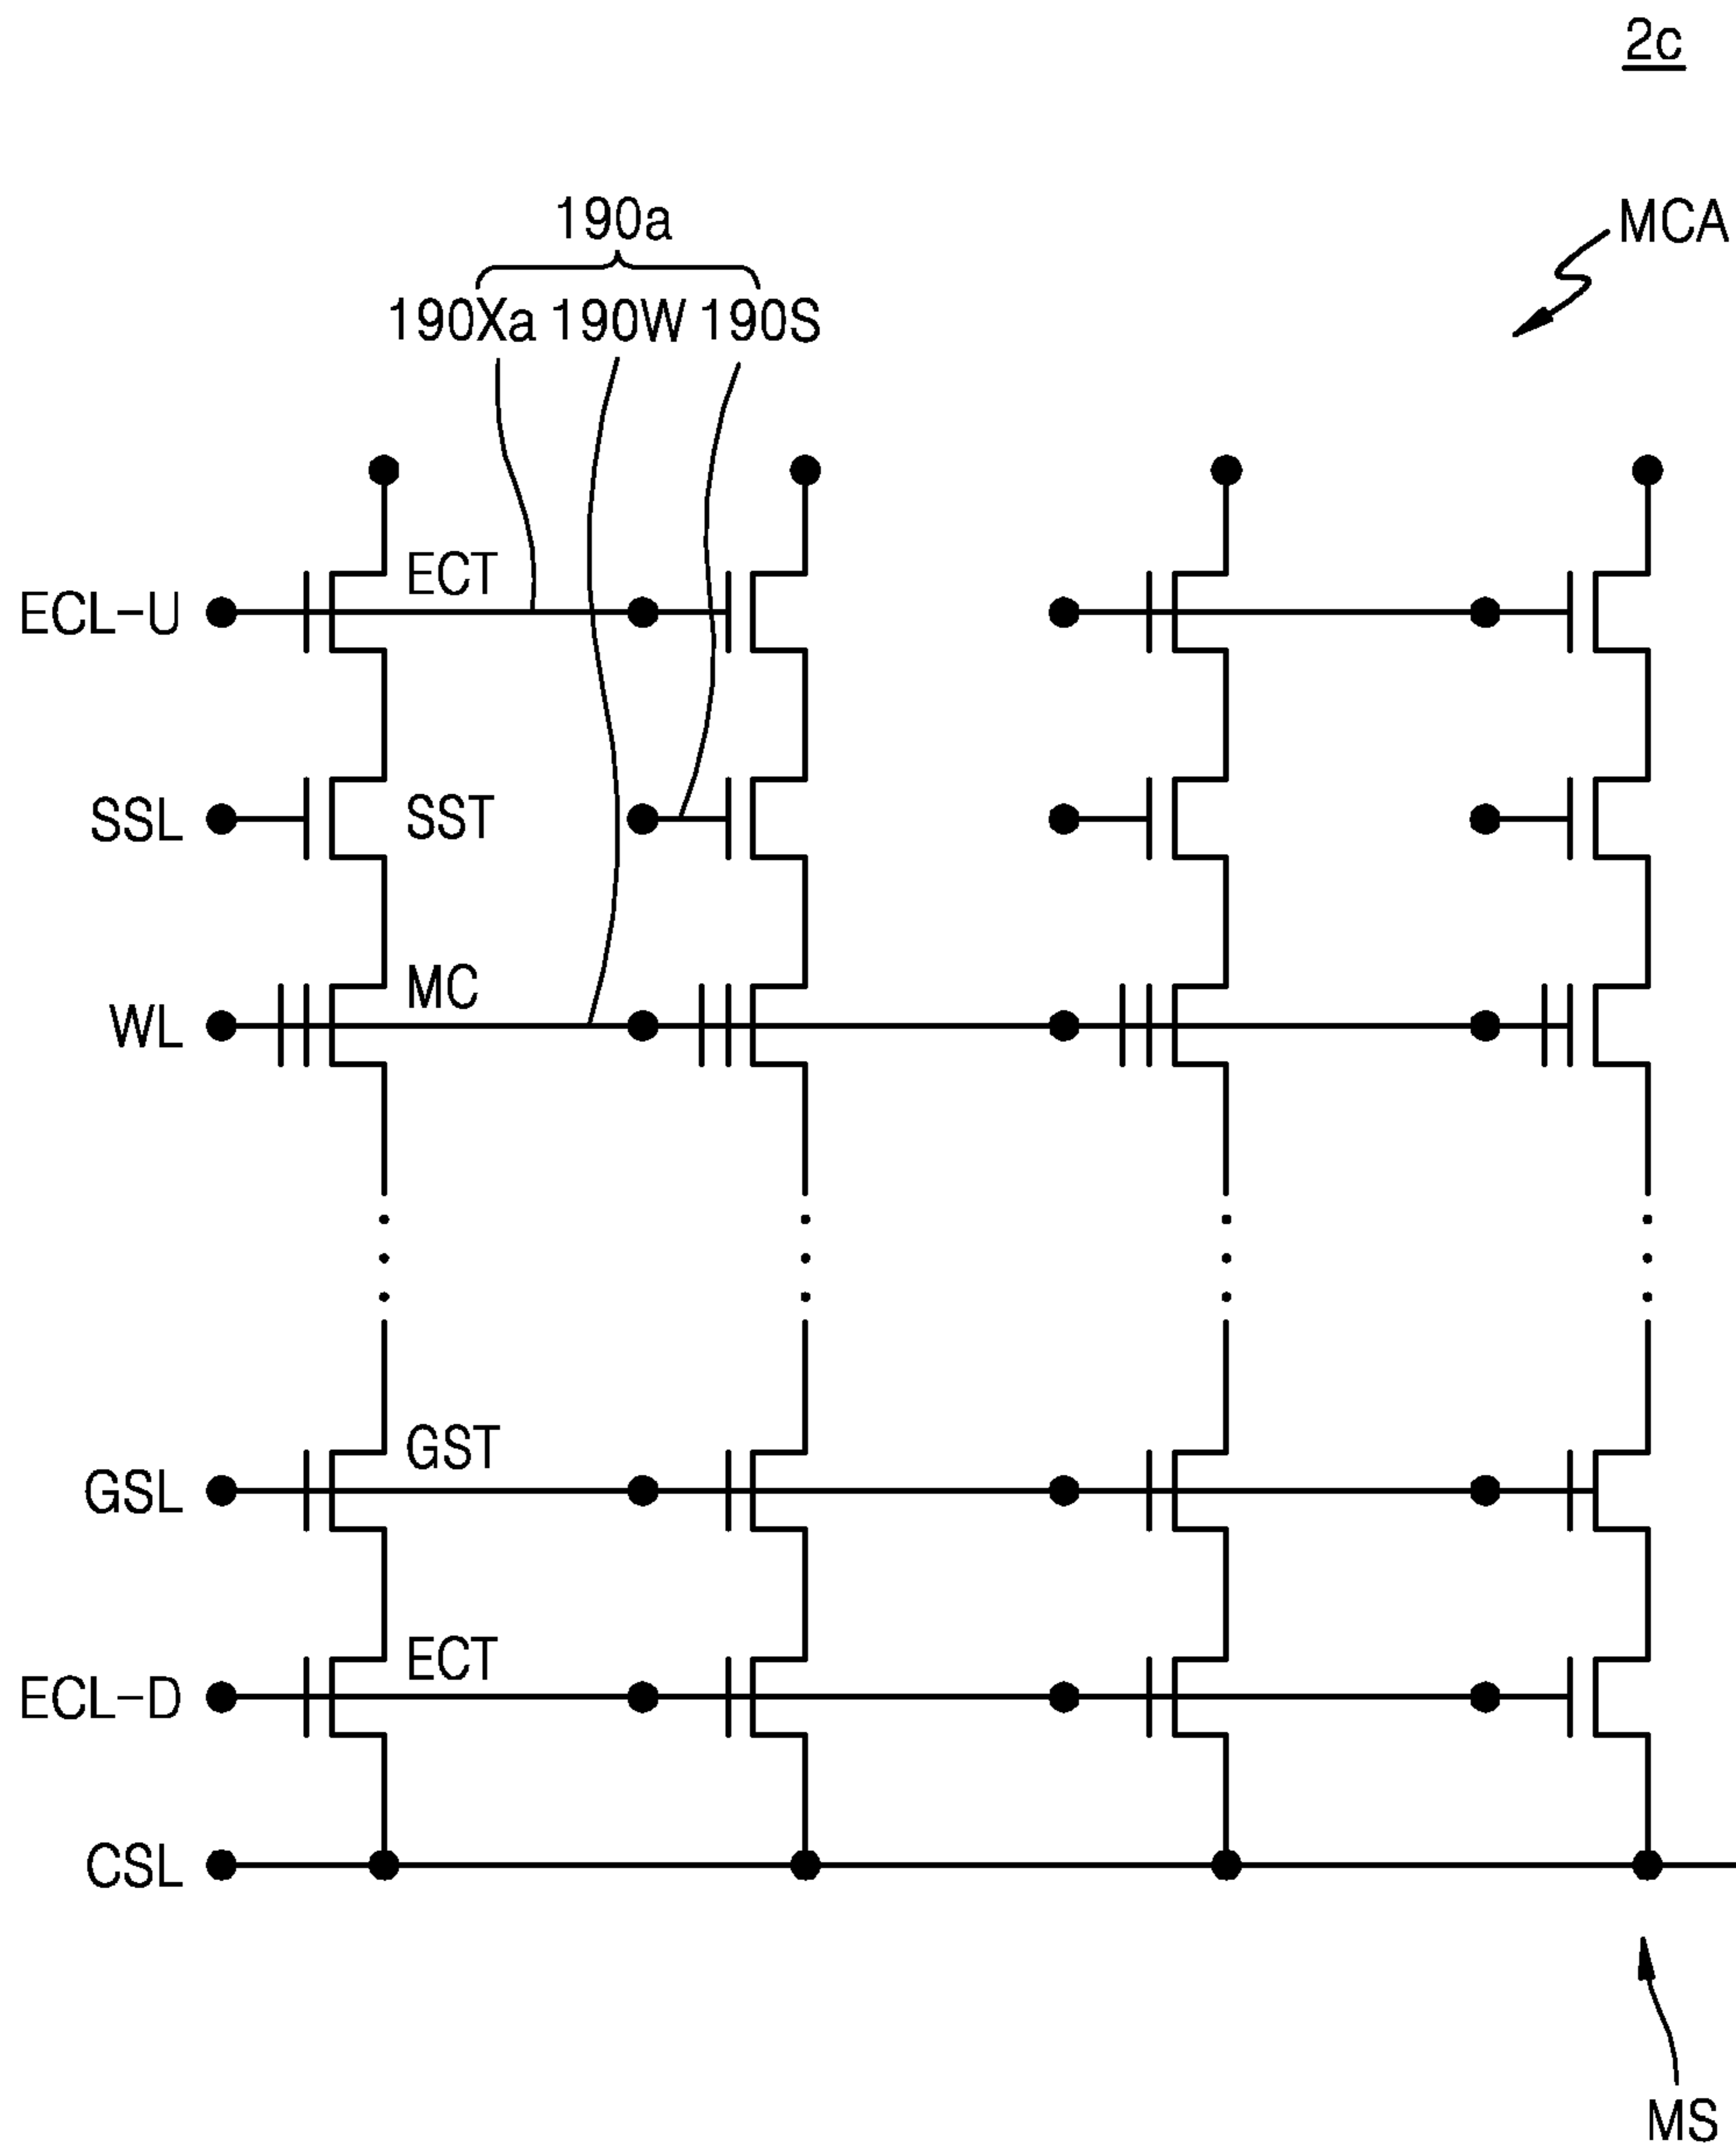 2c
MCA
190a
190Xa 190W 190S
ECT
ECL-U
SSL
SST
MC
WL
GST
GSL
ECT
ECL-D
CSL
MS